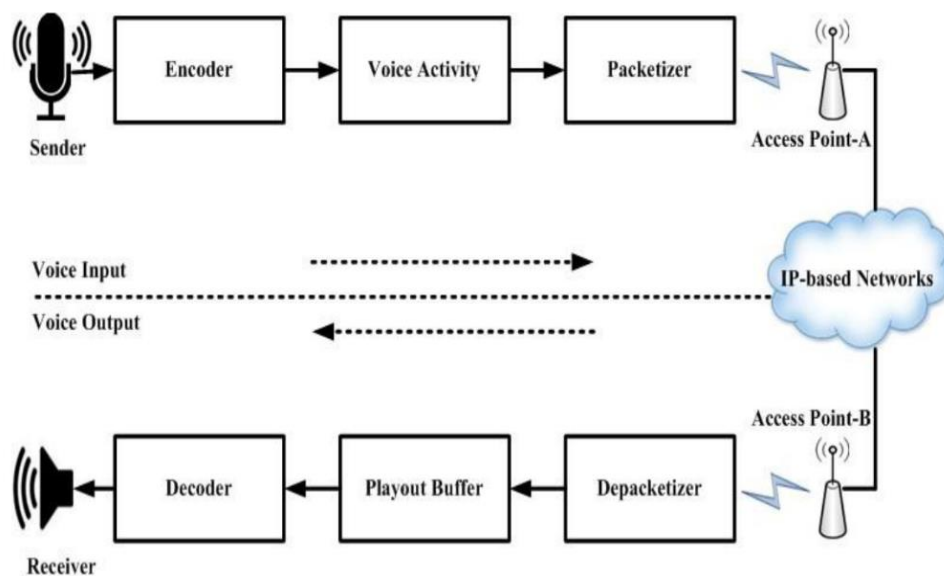 Encoder
Voice Activity
Packetizer
Sender
Access Point-A
Voice Input
IP-based Networks
Voice Output
Access Point-B
Decoder
Playout Buffer
Depacketizer
Receiver